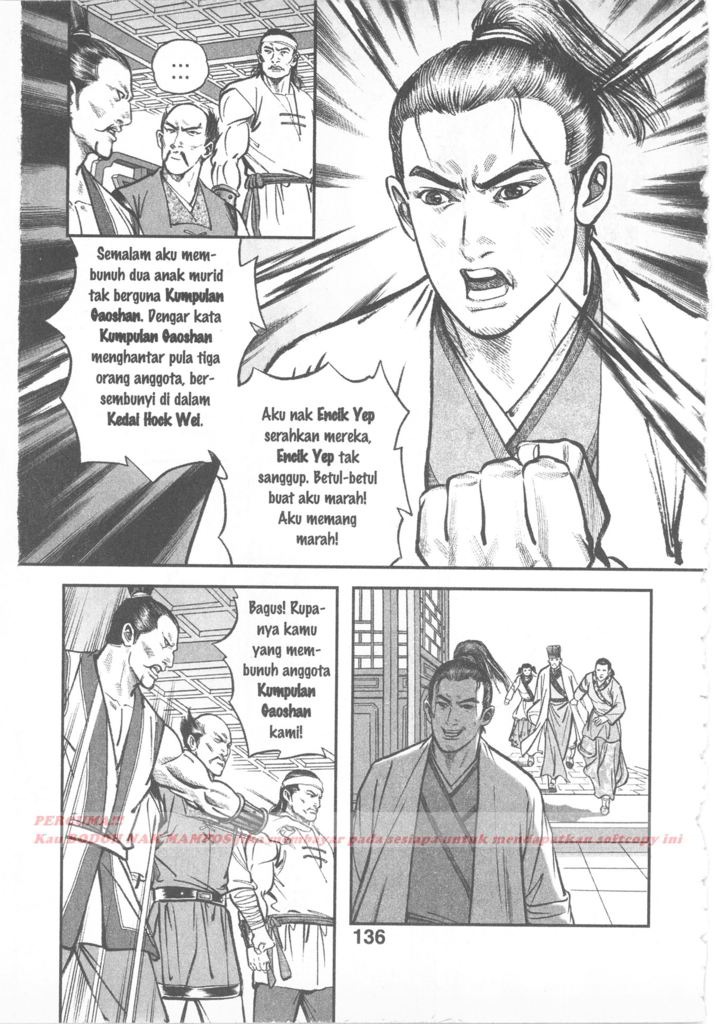 ...
...
Semalam aku mem-
bunuh dua anak murid
tak berguna Kumpulan
Gaoshan. Dengar kata
Kumpulan Gaoshan
menghantar pula tiga
orang anggota, ber-
sembunyi di dalam
Kedai Hock Wei.
Aku nak Encik Yep
serahkan mereka,
Encik Yep tak
sanggup. Betul-betul
buat aku marah!
Aku memang
marah!
Bagus! Rupa-
nya kamu
yang mem-
bunuh anggota
Kumpulan
Gaoshan
kami!
PERCUMA!!!
Kau BODOH NAK MAMPOS jika membayar pada sesiapa untuk mendapatkan softcopy ini
136